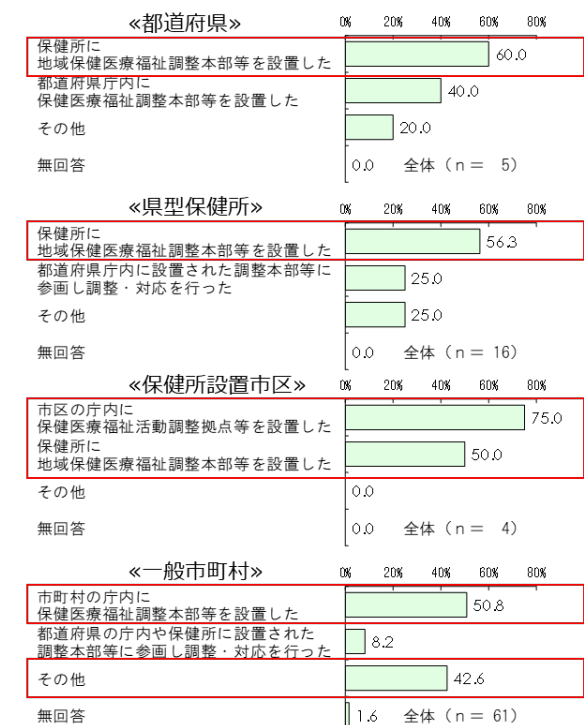 ≪都道府県≫
0% 20% 40% 60% 80%
保健所に
地域保健医療福祉調整本部等を設置した
60.0
都道府県庁内に
保健医療福祉調整本部等を設置した
40.0
その他
20.0
無回答
0.0 全体（n＝ 5）
≪県型保健所≫
0% 20% 40% 60% 80%
保健所に
地域保健医療福祉調整本部等を設置した
56.3
都道府県庁内に設置された調整本部等に
参画し調整・対応を行った
25.0
その他
25.0
無回答
0.0 全体（n＝ 16）
≪保健所設置市区≫
0% 20% 40% 60% 80%
市区の庁内に
保健医療福祉活動調整拠点等を設置した
75.0
保健所に
地域保健医療福祉調整本部等を設置した
50.0
その他
0.0
無回答
0.0 全体（n＝ 4）
≪一般市町村≫
0% 20% 40% 60% 80%
市町村の庁内に
保健医療福祉調整本部等を設置した
50.8
都道府県の庁内や保健所に設置された
調整本部等に参画し調整・対応を行った
8.2
その他
42.6
無回答
1.6 全体（n＝ 61）